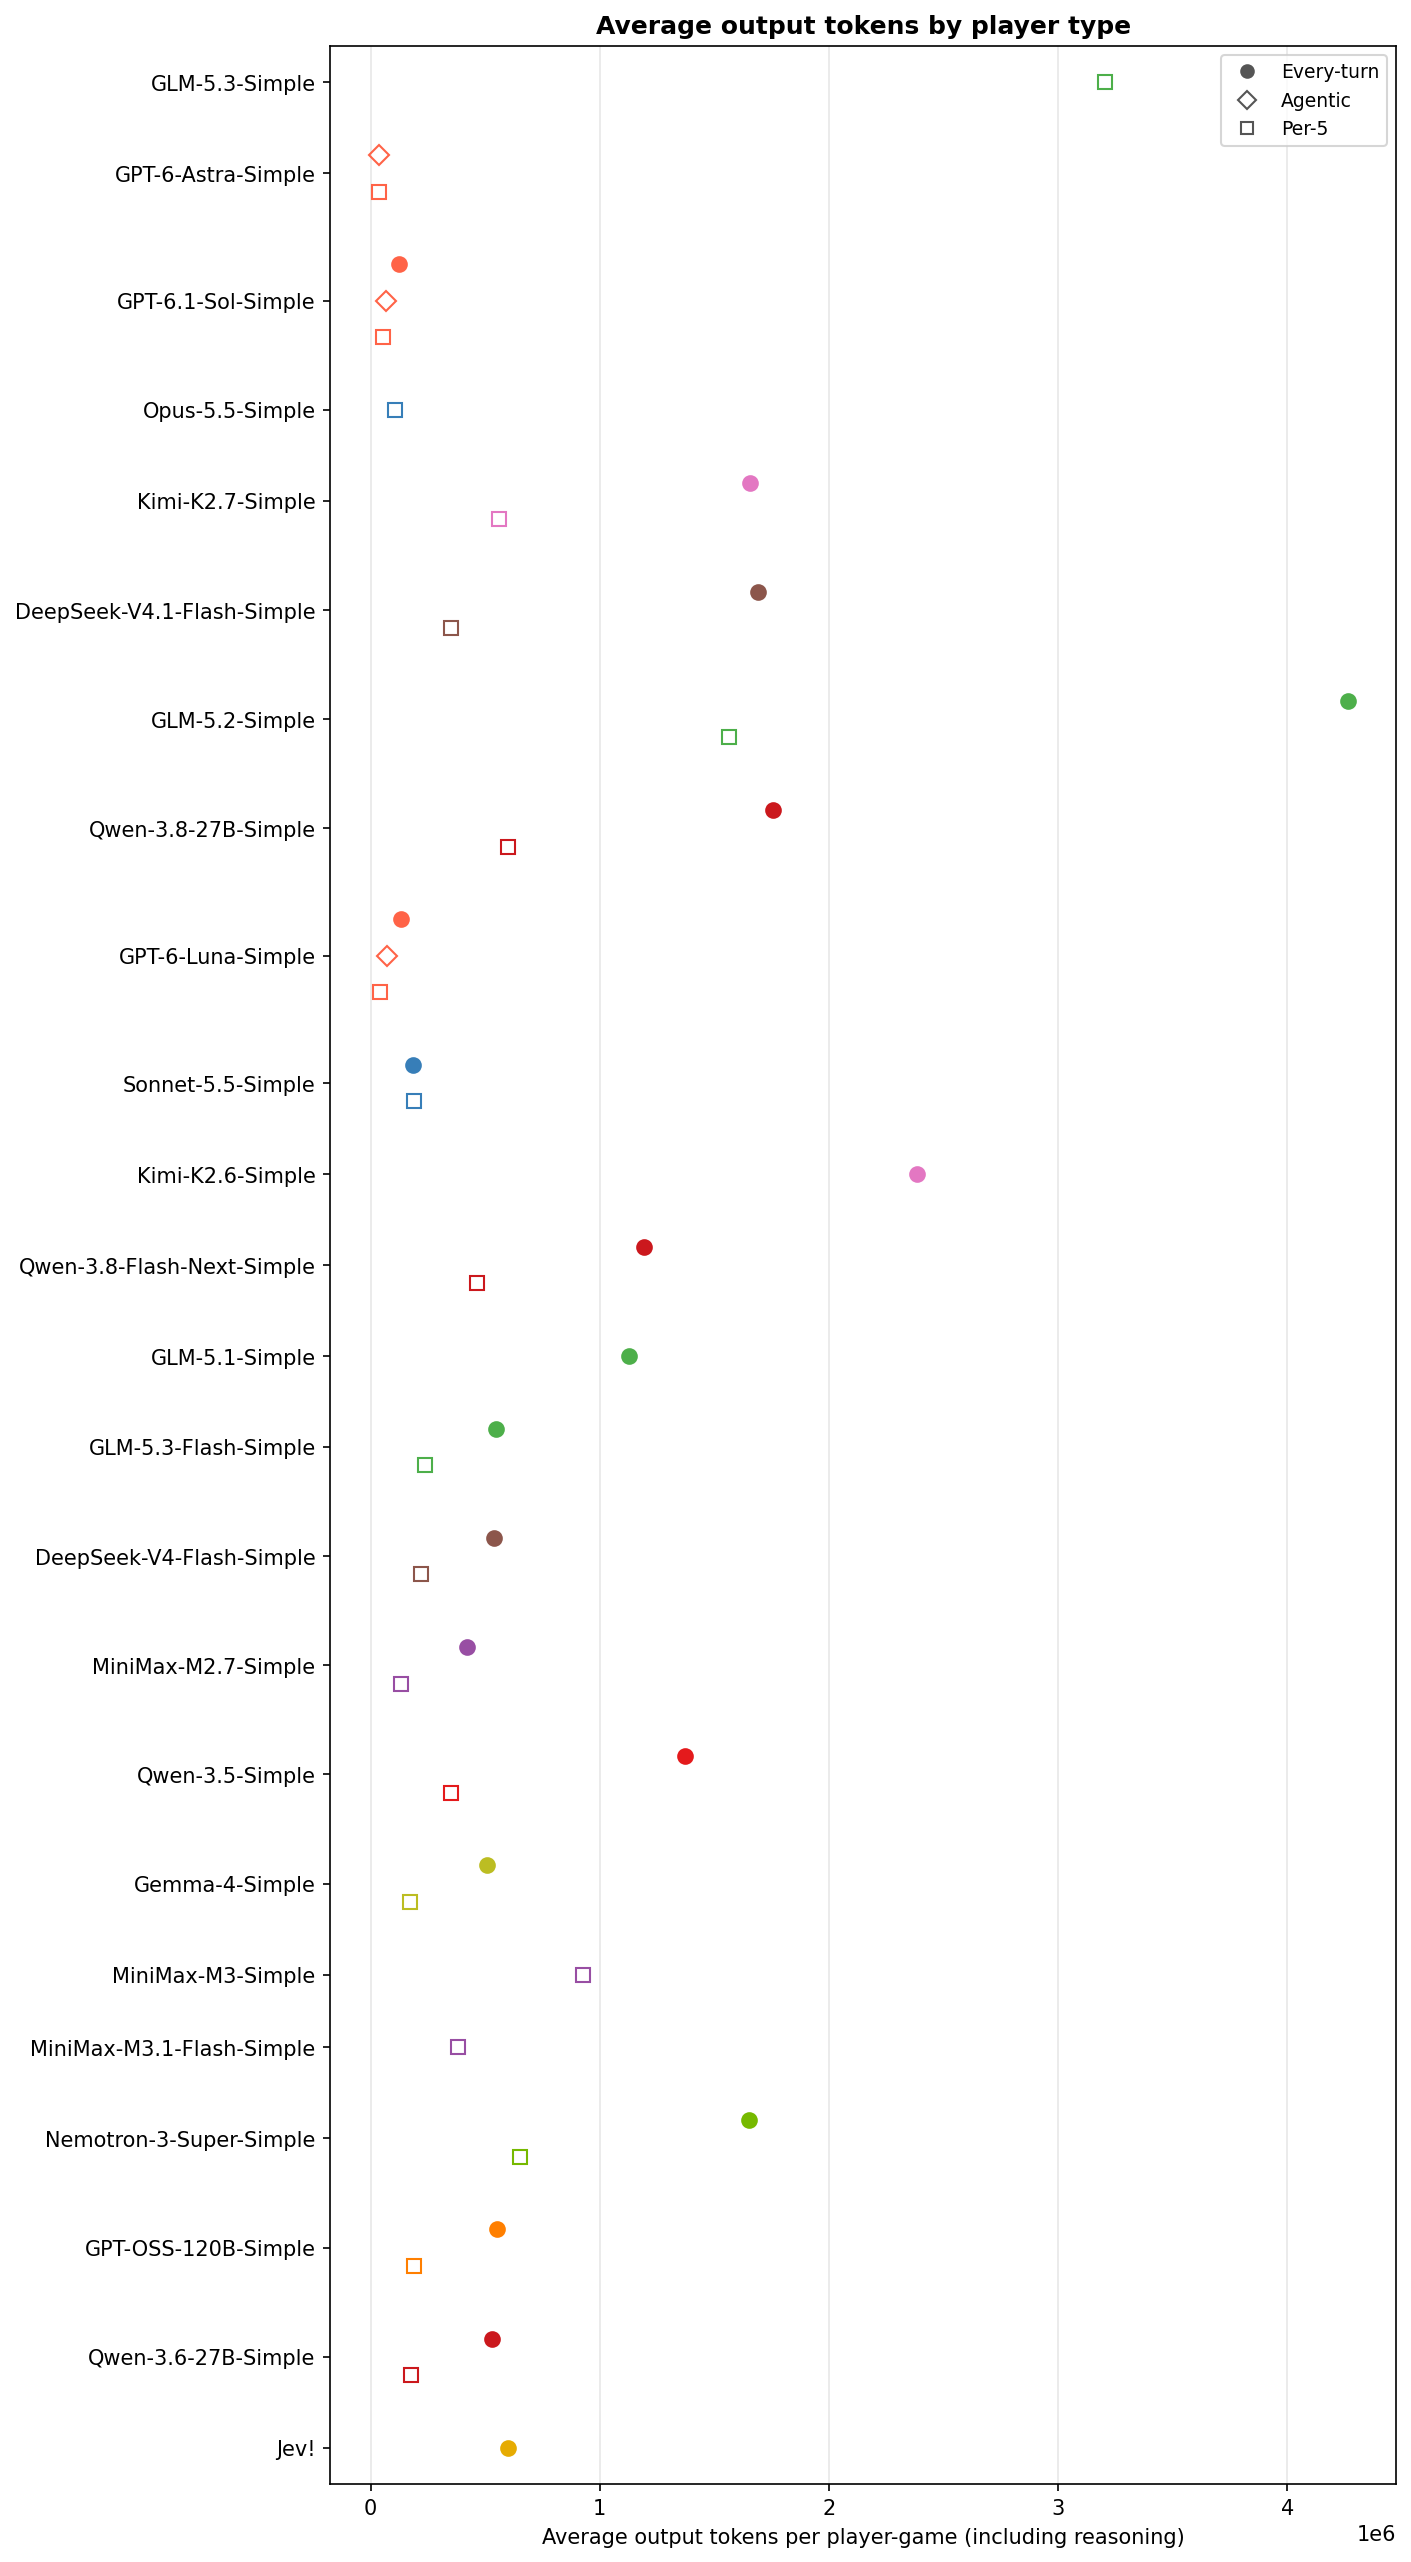 Average output tokens by player type
Every-turn
Agentic
Per-5
GLM-5.3-Simple
GPT-6-Astra-Simple
GPT-6.1-Sol-Simple
Opus-5.5-Simple
Kimi-K2.7-Simple
DeepSeek-V4.1-Flash-Simple
GLM-5.2-Simple
Qwen-3.8-27B-Simple
GPT-6-Luna-Simple
Sonnet-5.5-Simple
Kimi-K2.6-Simple
Qwen-3.8-Flash-Next-Simple
GLM-5.1-Simple
GLM-5.3-Flash-Simple
DeepSeek-V4-Flash-Simple
MiniMax-M2.7-Simple
Qwen-3.5-Simple
Gemma-4-Simple
MiniMax-M3-Simple
MiniMax-M3.1-Flash-Simple
Nemotron-3-Super-Simple
GPT-OSS-120B-Simple
Qwen-3.6-27B-Simple
Jev!
0 1 2 3 4
1e6
Average output tokens per player-game (including reasoning)